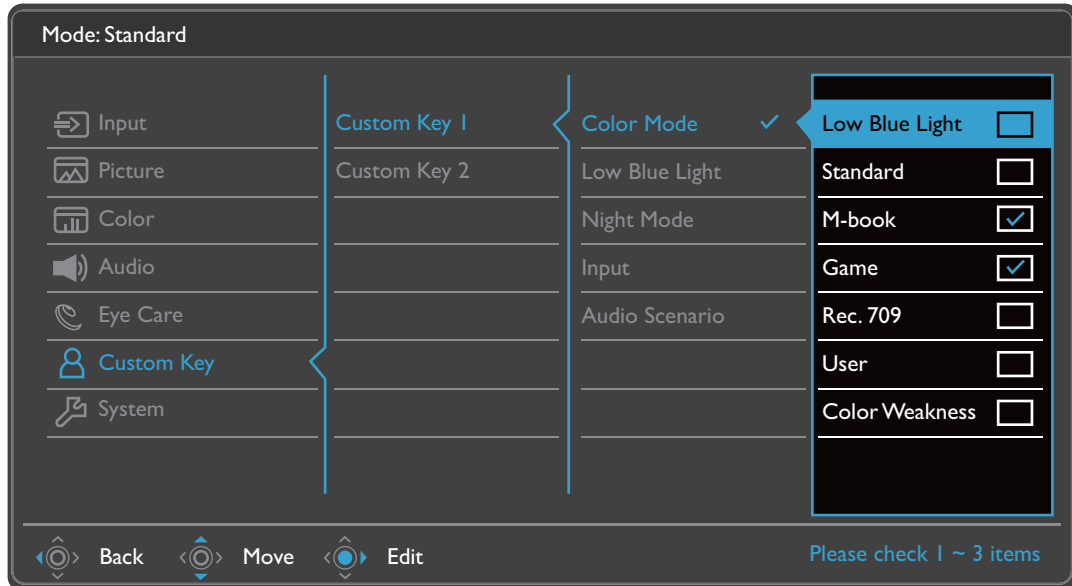 Mode: Standard
Input
Picture
Color
Audio
Eye Care
Custom Key
System
Custom Key 1
Custom Key 2
Color Mode
Low Blue Light
Night Mode
Input
Audio Scenario
Low Blue Light
Standard
M-book
Game
Rec. 709
User
Color Weakness
Back
Move
Edit
Please check 1 ~ 3 items